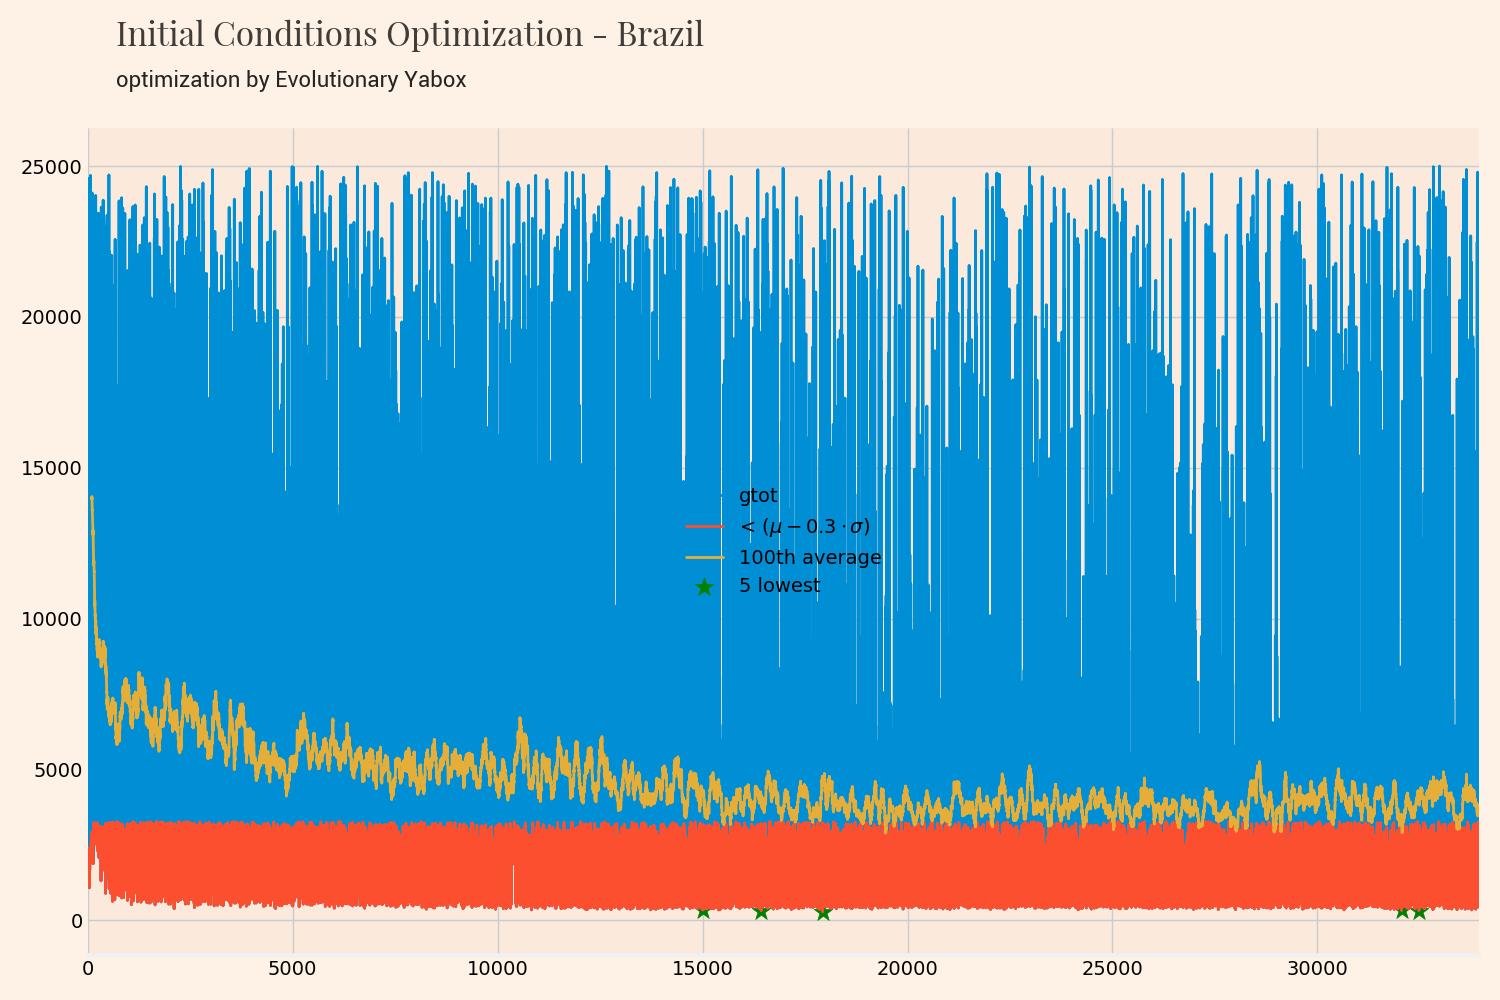 Initial Conditions Optimization - Brazil
optimization by Evolutionary Yabox
25000
20000
15000
10000
5000
0
gtot
< (μ − 0.3 · σ)
100th average
5 lowest
0 5000 10000 15000 20000 25000 30000